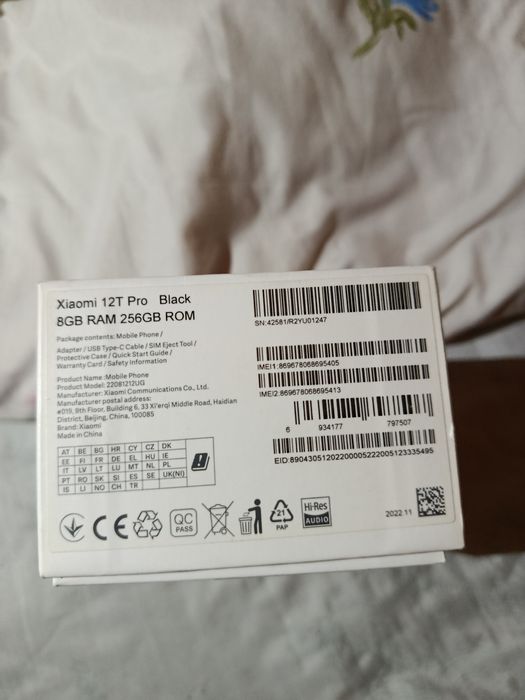 Xiaomi 12T Pro Black
8GB RAM 256GB ROM
Package contents: Mobile Phone /
Adapter / USB Type-C Cable / SIM Eject Tool /
Protective Case / Quick Start Guide /
Warranty Card / Safety Information
Product Name: Mobile Phone
Product Model: 22081212UG
Manufacturer: Xiaomi Communications Co., Ltd.
Manufacturer postal address:
#019, 9th Floor, Building 6, 33 Xi'erqi Middle Road, Haidian
District, Beijing, China, 100085
Brand: Xiaomi
Made in China
AT BE BG HR CY CZ DK
EE FI FR DE EL HU IE
IT LV LT LU MT NL PL
PT RO SK SI ES SE UK(NI)
IS LI NO CH TR
SN:42581/R2YU01247
IMEI1:869678068695405
IMEI2:869678068695413
6 934177 797507
EID:89043051202200005222005123335495
CE
QC
PASS
21
PAP
Hi-Res
AUDIO
2022.11